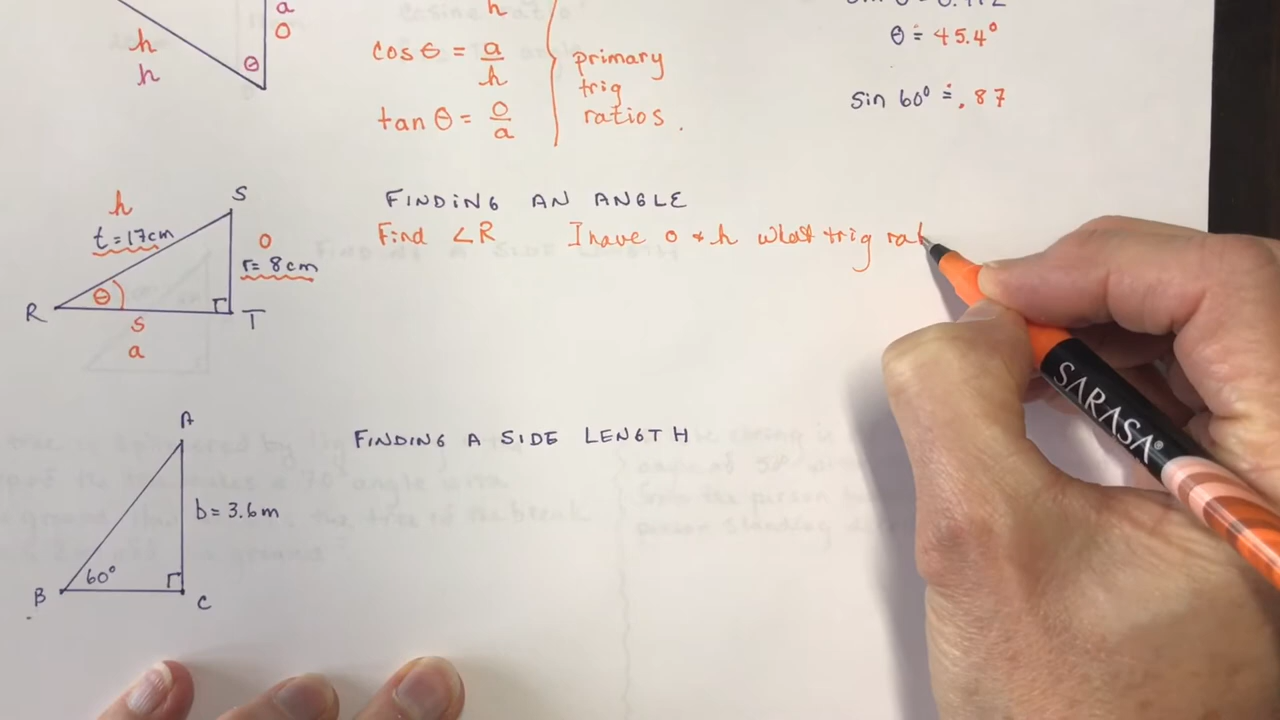 a
h
h
o
h
θ
cos θ = a/h
tan θ = o/a
primary
trig
ratios.
θ ≐ 45.4°
sin 60° ≐ .87
h
t = 17cm
S
o
r = 8cm
R
θ
T
s
a
FINDING AN ANGLE
Find ∠R I have o + h what trig rat
A
b = 3.6m
60°
B
C
FINDING A SIDE LENGTH
SARASA®